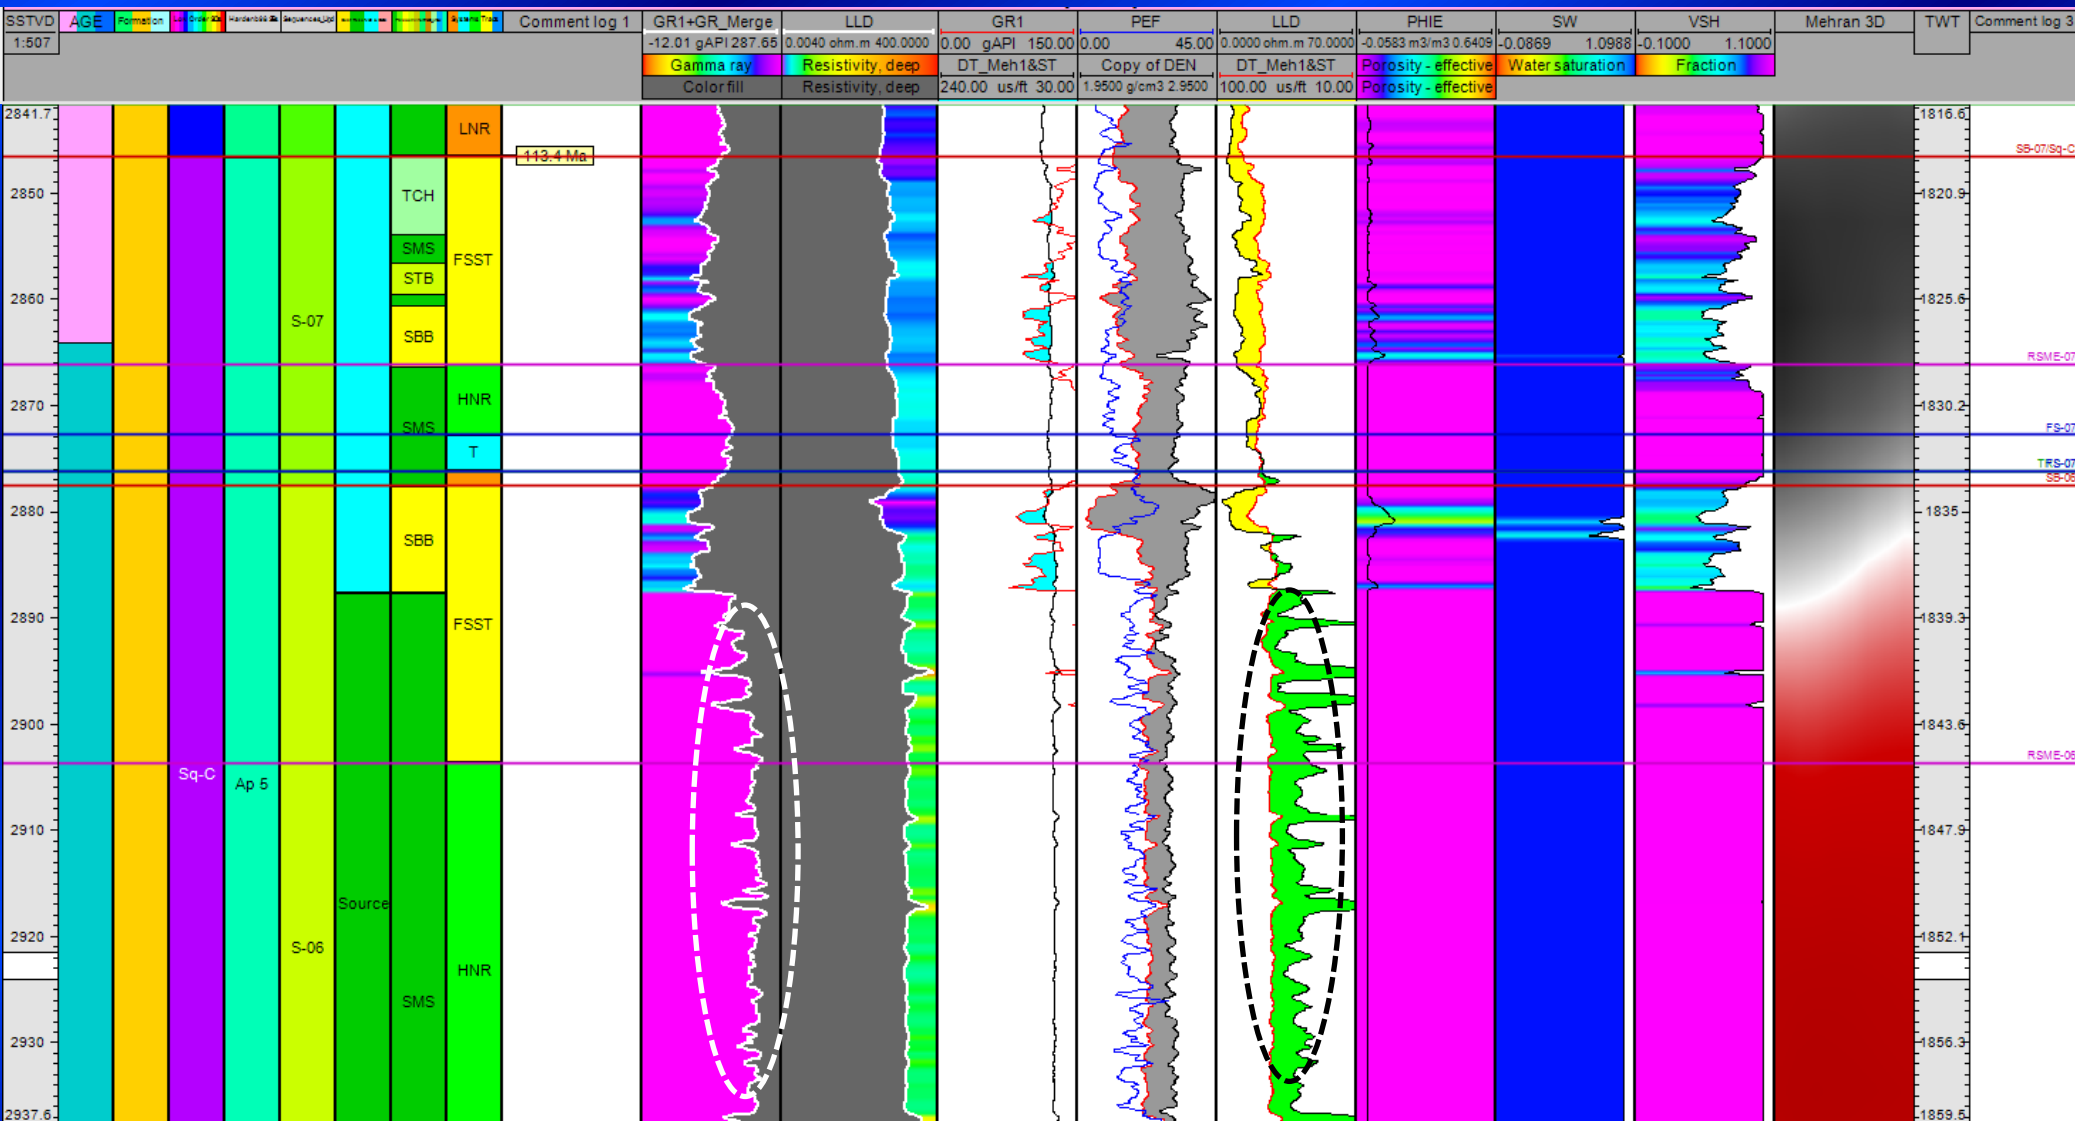 SSTVD AGE Formation Comment log 1 GR1+GR_Merge LLD GR1 PEF LLD PHIE SW VSH Mehran 3D TWT Comment log 3
1:507 -12.01 gAPI 287.65 0.0040 ohm.m 400.0000 0.00 gAPI 150.00 0.00 45.00 0.0000 ohm.m 70.0000 -0.0583 m3/m3 0.6409 -0.0869 1.0988 -0.1000 1.1000
Gamma ray Resistivity, deep DT_Meh1&ST Copy of DEN DT_Meh1&ST Porosity - effective Water saturation Fraction
Color fill Resistivity, deep 240.00 us/ft 30.00 1.9500 g/cm3 2.9500 100.00 us/ft 10.00 Porosity - effective
2841.7 1816.6
LNR
113.4 Ma SB-07/Sq-C
2850 TCH 1820.9
SMS
FSST
STB
2860 1825.6
S-07
SBB
RSME-07
HNR
2870 1830.2
SMS FS-07
T
TRS-07
SB-06
2880 1835
SBB
2890 1839.3
FSST
2900 1843.6
RSME-06
Sq-C
Ap 5
2910 1847.9
Source
2920 1852.1
S-06
HNR
SMS
2930 1856.3
2937.6 1859.5